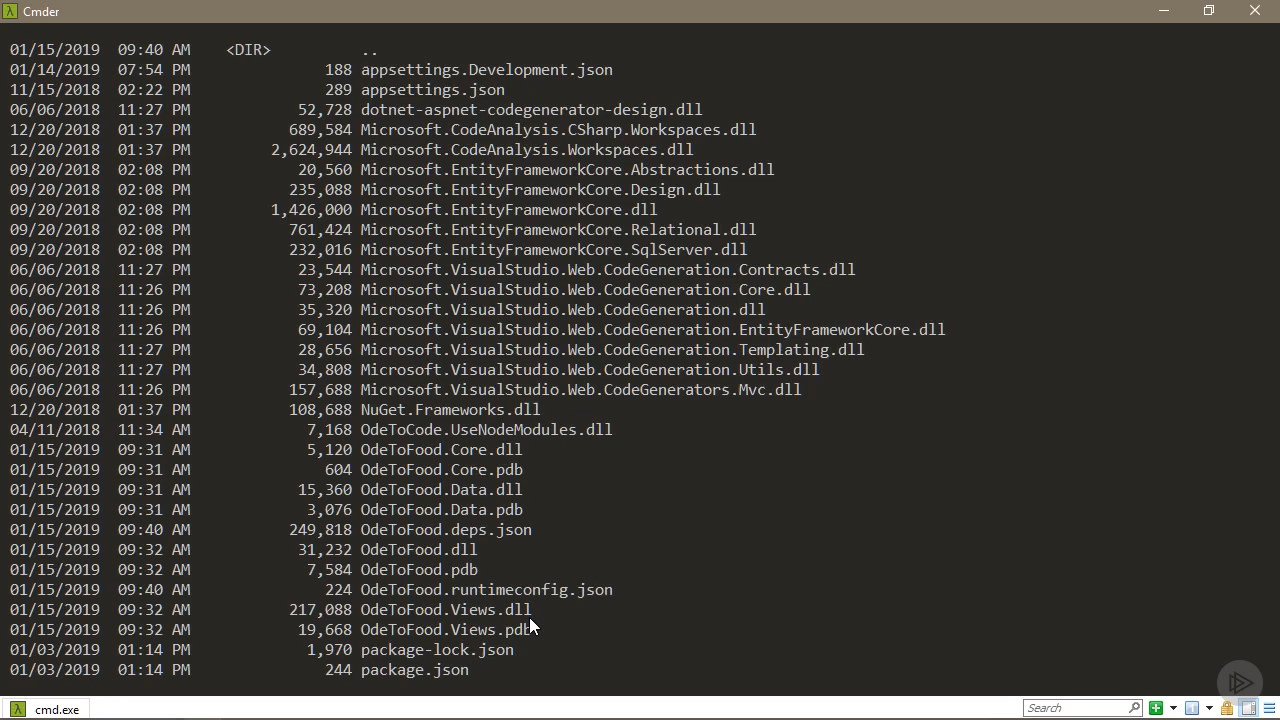 Cmder
01/15/2019  09:40 AM    <DIR>          ..
01/14/2019  07:54 PM               188 appsettings.Development.json
11/15/2018  02:22 PM               289 appsettings.json
06/06/2018  11:27 PM            52,728 dotnet-aspnet-codegenerator-design.dll
12/20/2018  01:37 PM           689,584 Microsoft.CodeAnalysis.CSharp.Workspaces.dll
12/20/2018  01:37 PM         2,624,944 Microsoft.CodeAnalysis.Workspaces.dll
09/20/2018  02:08 PM            20,560 Microsoft.EntityFrameworkCore.Abstractions.dll
09/20/2018  02:08 PM           235,088 Microsoft.EntityFrameworkCore.Design.dll
09/20/2018  02:08 PM         1,426,000 Microsoft.EntityFrameworkCore.dll
09/20/2018  02:08 PM           761,424 Microsoft.EntityFrameworkCore.Relational.dll
09/20/2018  02:08 PM           232,016 Microsoft.EntityFrameworkCore.SqlServer.dll
06/06/2018  11:27 PM            23,544 Microsoft.VisualStudio.Web.CodeGeneration.Contracts.dll
06/06/2018  11:26 PM            73,208 Microsoft.VisualStudio.Web.CodeGeneration.Core.dll
06/06/2018  11:26 PM            35,320 Microsoft.VisualStudio.Web.CodeGeneration.dll
06/06/2018  11:26 PM            69,104 Microsoft.VisualStudio.Web.CodeGeneration.EntityFrameworkCore.dll
06/06/2018  11:27 PM            28,656 Microsoft.VisualStudio.Web.CodeGeneration.Templating.dll
06/06/2018  11:27 PM            34,808 Microsoft.VisualStudio.Web.CodeGeneration.Utils.dll
06/06/2018  11:26 PM           157,688 Microsoft.VisualStudio.Web.CodeGenerators.Mvc.dll
12/20/2018  01:37 PM           108,688 NuGet.Frameworks.dll
04/11/2018  11:34 AM             7,168 OdeToCode.UseNodeModules.dll
01/15/2019  09:31 AM             5,120 OdeToFood.Core.dll
01/15/2019  09:31 AM               604 OdeToFood.Core.pdb
01/15/2019  09:31 AM            15,360 OdeToFood.Data.dll
01/15/2019  09:31 AM             3,076 OdeToFood.Data.pdb
01/15/2019  09:40 AM           249,818 OdeToFood.deps.json
01/15/2019  09:32 AM            31,232 OdeToFood.dll
01/15/2019  09:32 AM             7,584 OdeToFood.pdb
01/15/2019  09:40 AM               224 OdeToFood.runtimeconfig.json
01/15/2019  09:32 AM           217,088 OdeToFood.Views.dll
01/15/2019  09:32 AM            19,668 OdeToFood.Views.pdb
01/03/2019  01:14 PM             1,970 package-lock.json
01/03/2019  01:14 PM               244 package.json
cmd.exe
Search